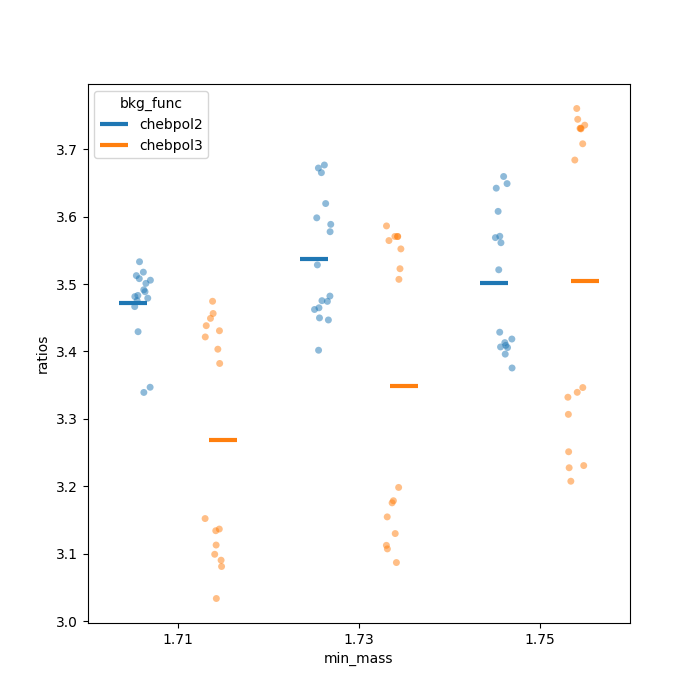 bkg_func
chebpol2
chebpol3
ratios
3.7
3.6
3.5
3.4
3.3
3.2
3.1
3.0
1.71
1.73
1.75
min_mass